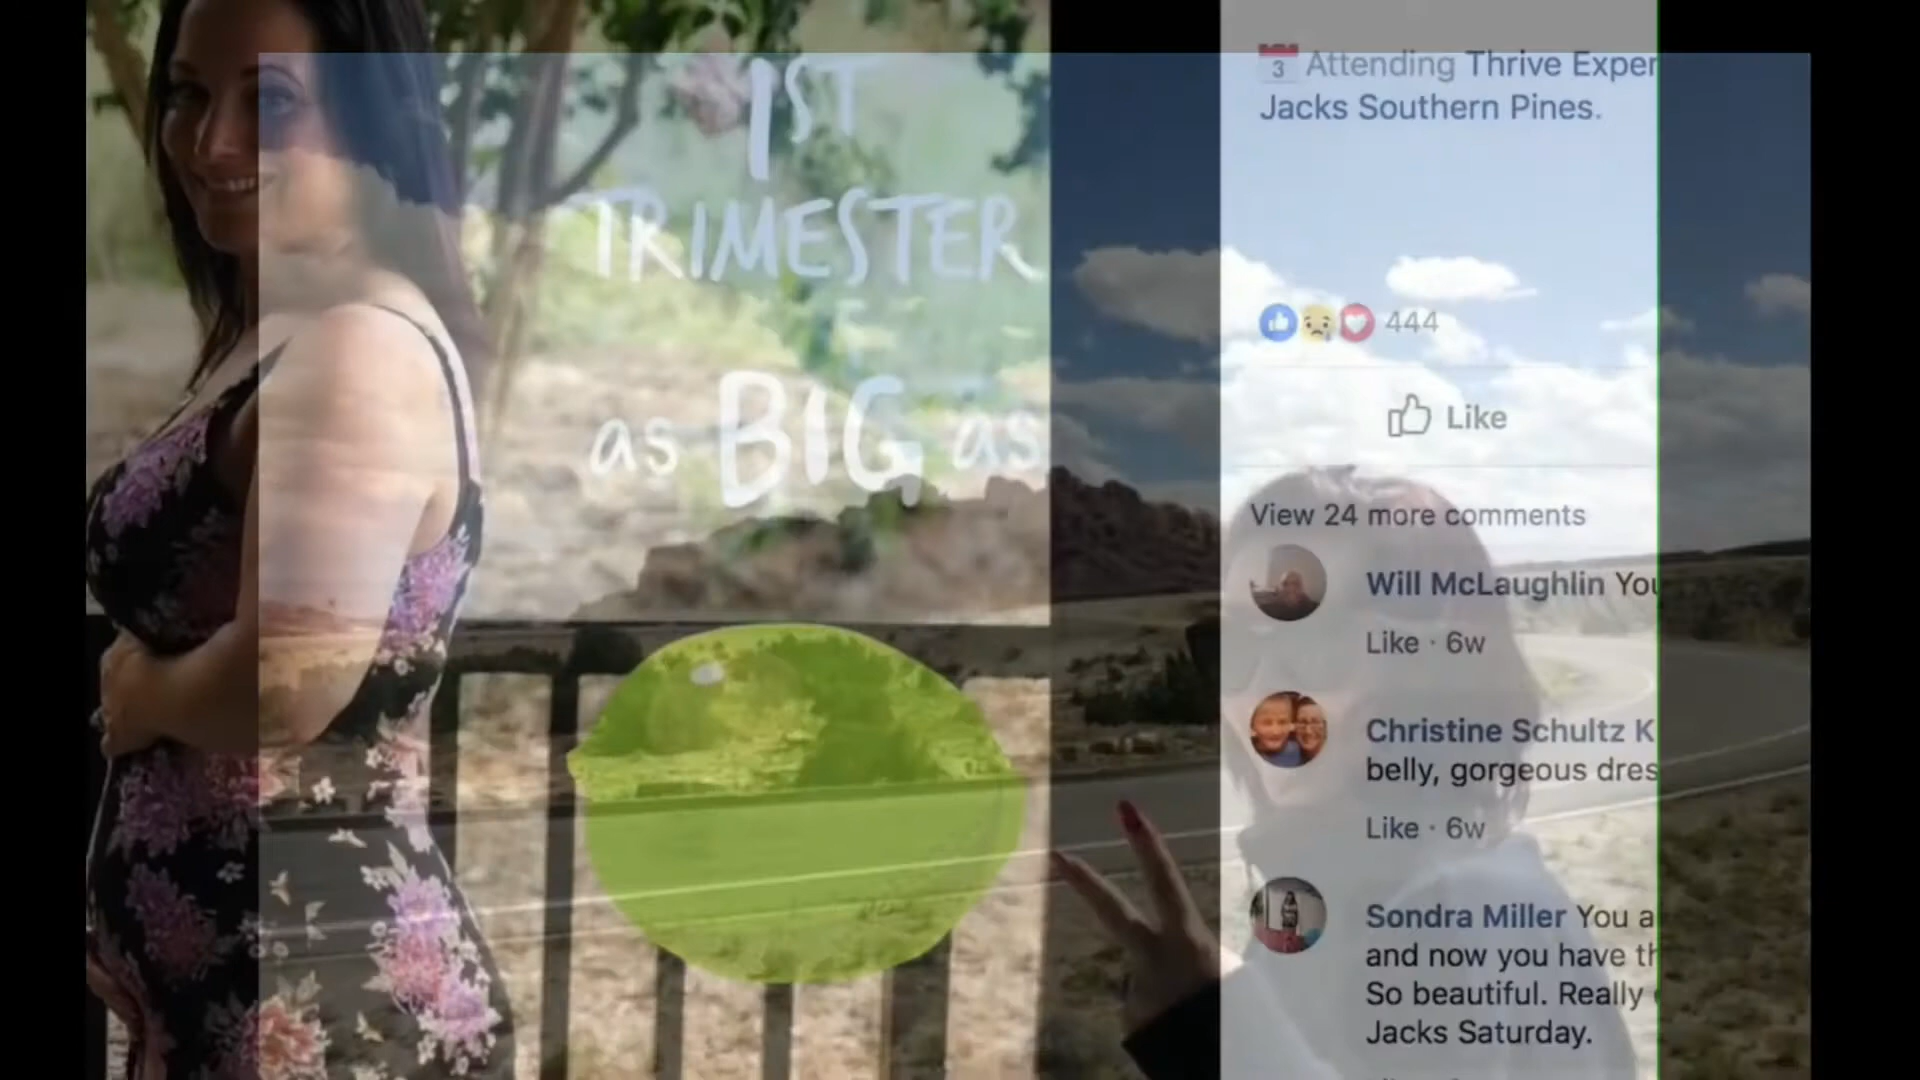 1ST
TRIMESTER
as BIG as
3
Attending Thrive Exper
Jacks Southern Pines.
444
Like
View 24 more comments
Will McLaughlin You
Like · 6w
Christine Schultz K
belly, gorgeous dres
Like · 6w
Sondra Miller You a
and now you have th
So beautiful. Really
Jacks Saturday.